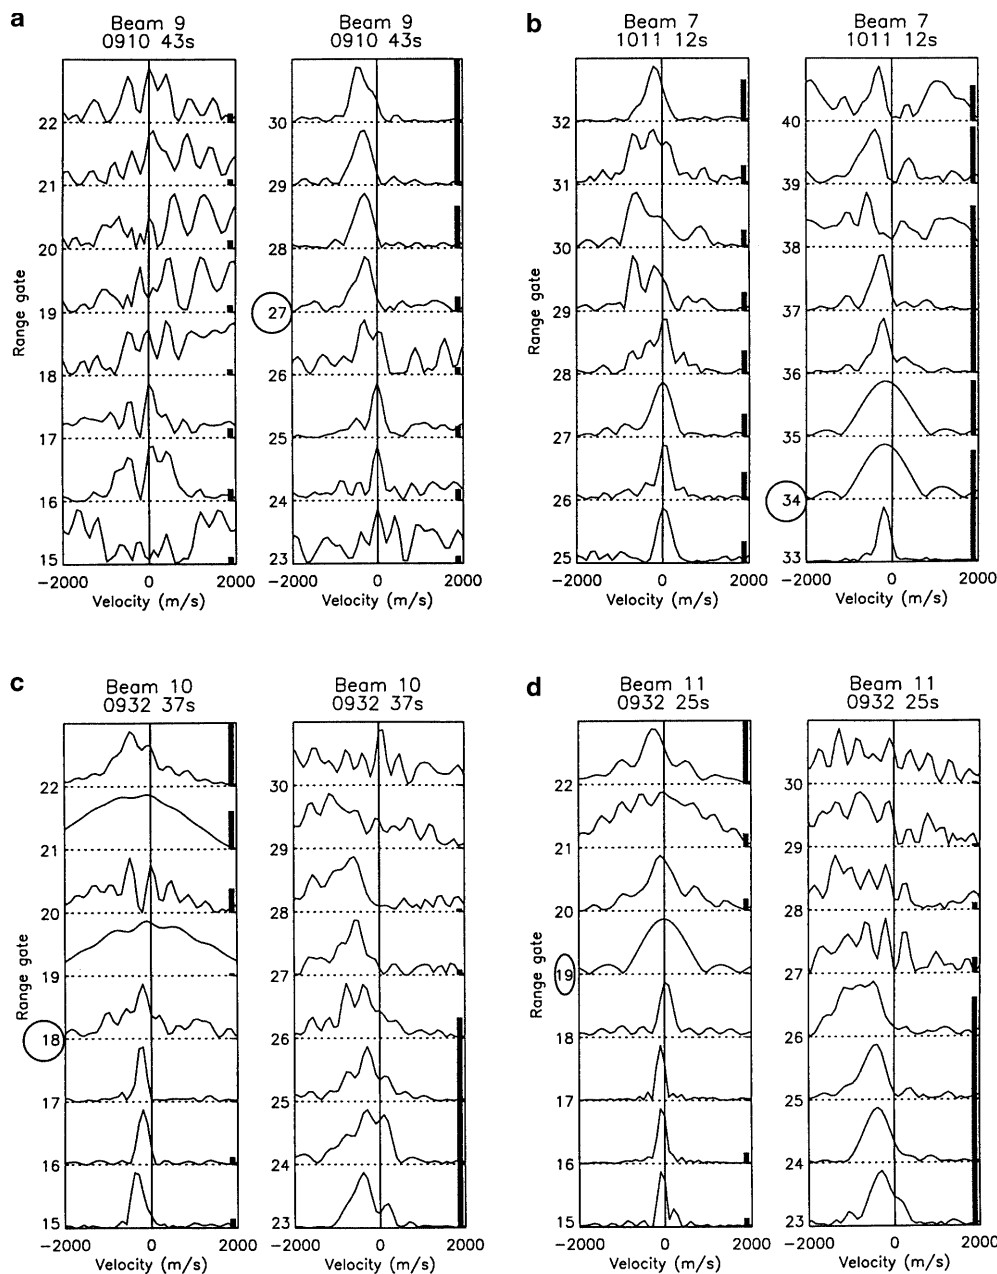 a
Beam 9
0910 43s
Beam 9
0910 43s
22
21
20
19
18
17
16
15
Range gate
−2000 0 2000
Velocity (m/s)
30
29
28
27
26
25
24
23
−2000 0 2000
Velocity (m/s)
b
Beam 7
1011 12s
Beam 7
1011 12s
32
31
30
29
28
27
26
25
Range gate
−2000 0 2000
Velocity (m/s)
40
39
38
37
36
35
34
33
−2000 0 2000
Velocity (m/s)
c
Beam 10
0932 37s
Beam 10
0932 37s
22
21
20
19
18
17
16
15
Range gate
−2000 0 2000
Velocity (m/s)
30
29
28
27
26
25
24
23
−2000 0 2000
Velocity (m/s)
d
Beam 11
0932 25s
Beam 11
0932 25s
22
21
20
19
18
17
16
15
Range gate
−2000 0 2000
Velocity (m/s)
30
29
28
27
26
25
24
23
−2000 0 2000
Velocity (m/s)